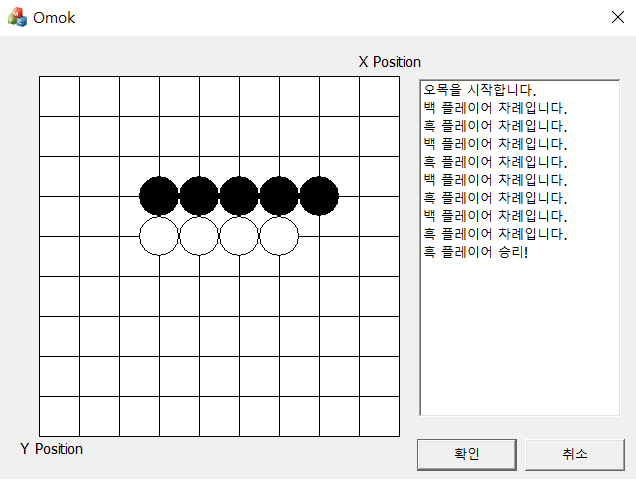 Omok
X Position
오목을 시작합니다.
백 플레이어 차례입니다.
흑 플레이어 차례입니다.
백 플레이어 차례입니다.
흑 플레이어 차례입니다.
백 플레이어 차례입니다.
흑 플레이어 차례입니다.
백 플레이어 차례입니다.
흑 플레이어 차례입니다.
흑 플레이어 승리!
Y Position
확인
취소